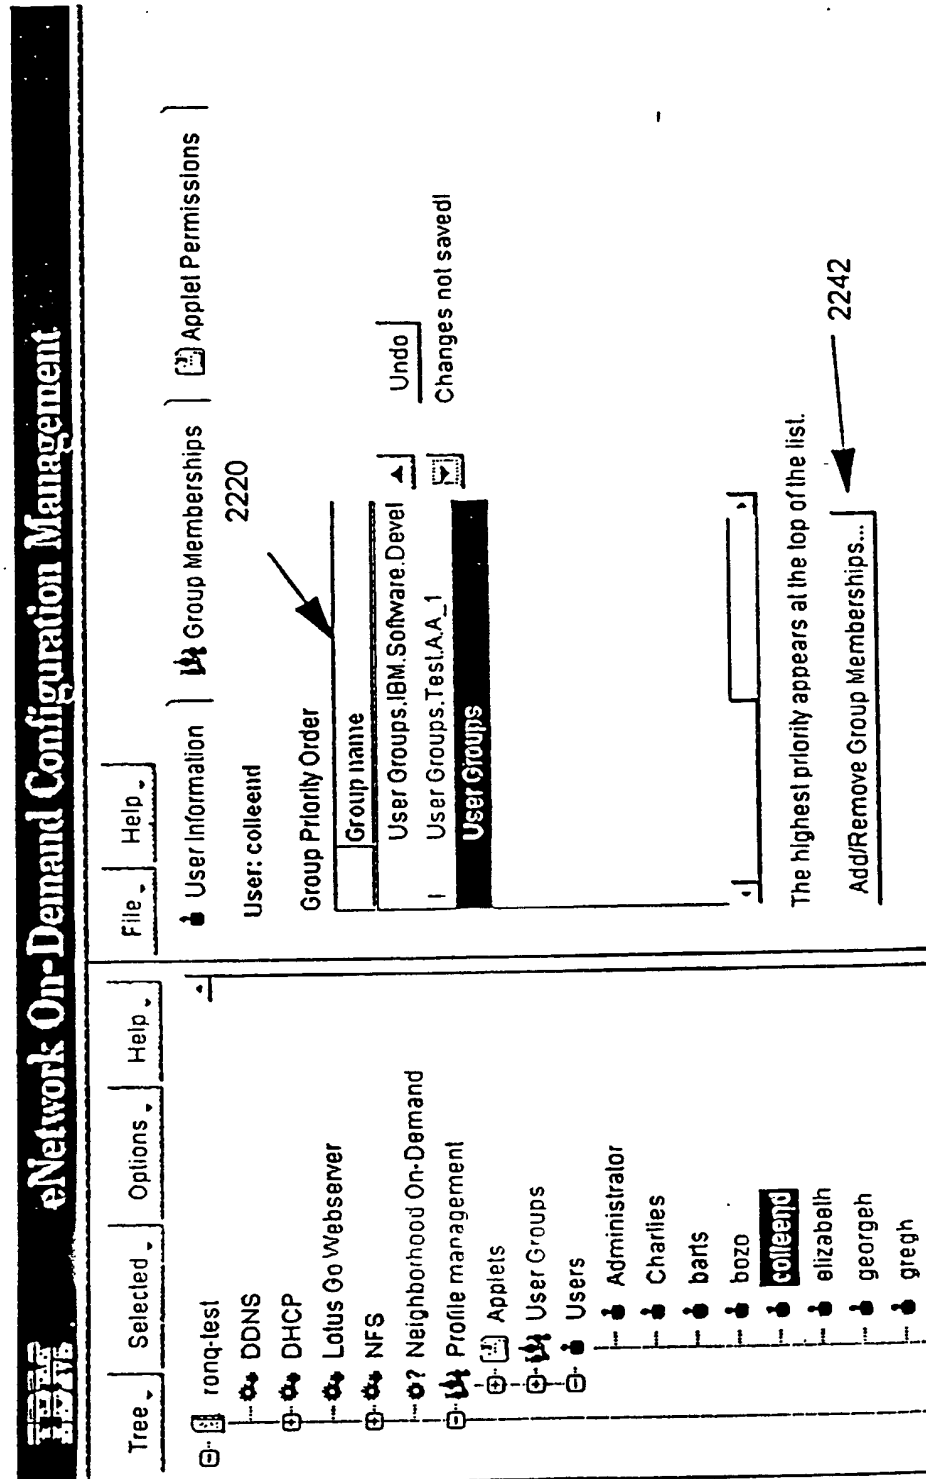 IBM eNetwork On-Demand Configuration Management
Tree Selected Options Help
ronq-test
DDNS
DHCP
Lotus Go Webserver
NFS
? Neighborhood On-Demand
Profile management
Applets
User Groups
Users
Administrator
Charlies
barts
bozo
colleend
elizabeth
georgeh
gregh
File Help
User Information Group Memberships Applet Permissions
User: colleend
2220
Group Priority Order
Group name
User Groups.IBM.Software.Devel
User Groups.Test.A.A_1
User Groups
Undo
Changes not saved!
The highest priority appears at the top of the list.
Add/Remove Group Memberships...
2242